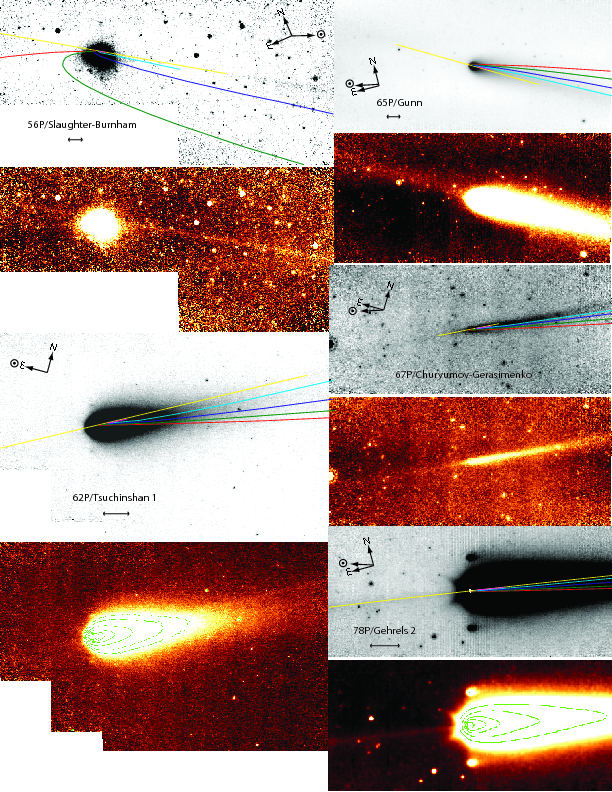 N
E
56P/Slaughter-Burnham
N
E
65P/Gunn
N
E
67P/Churyumov-Gerasimenko
N
E
62P/Tsuchinshan 1
N
E
78P/Gehrels 2